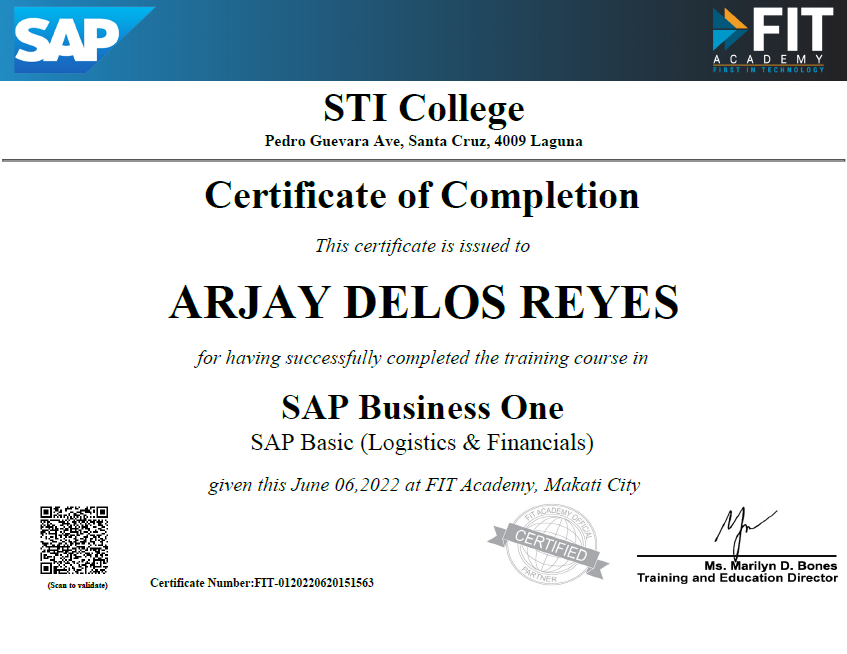 SAP
FIT
ACADEMY
FIRST IN TECHNOLOGY
STI College
Pedro Guevara Ave, Santa Cruz, 4009 Laguna
Certificate of Completion
This certificate is issued to
ARJAY DELOS REYES
for having successfully completed the training course in
SAP Business One
SAP Basic (Logistics & Financials)
given this June 06,2022 at FIT Academy, Makati City
(Scan to validate)
Certificate Number:FIT-0120220620151563
FIT ACADEMY OFFICIAL
CERTIFIED
PARTNER
Ms. Marilyn D. Bones
Training and Education Director